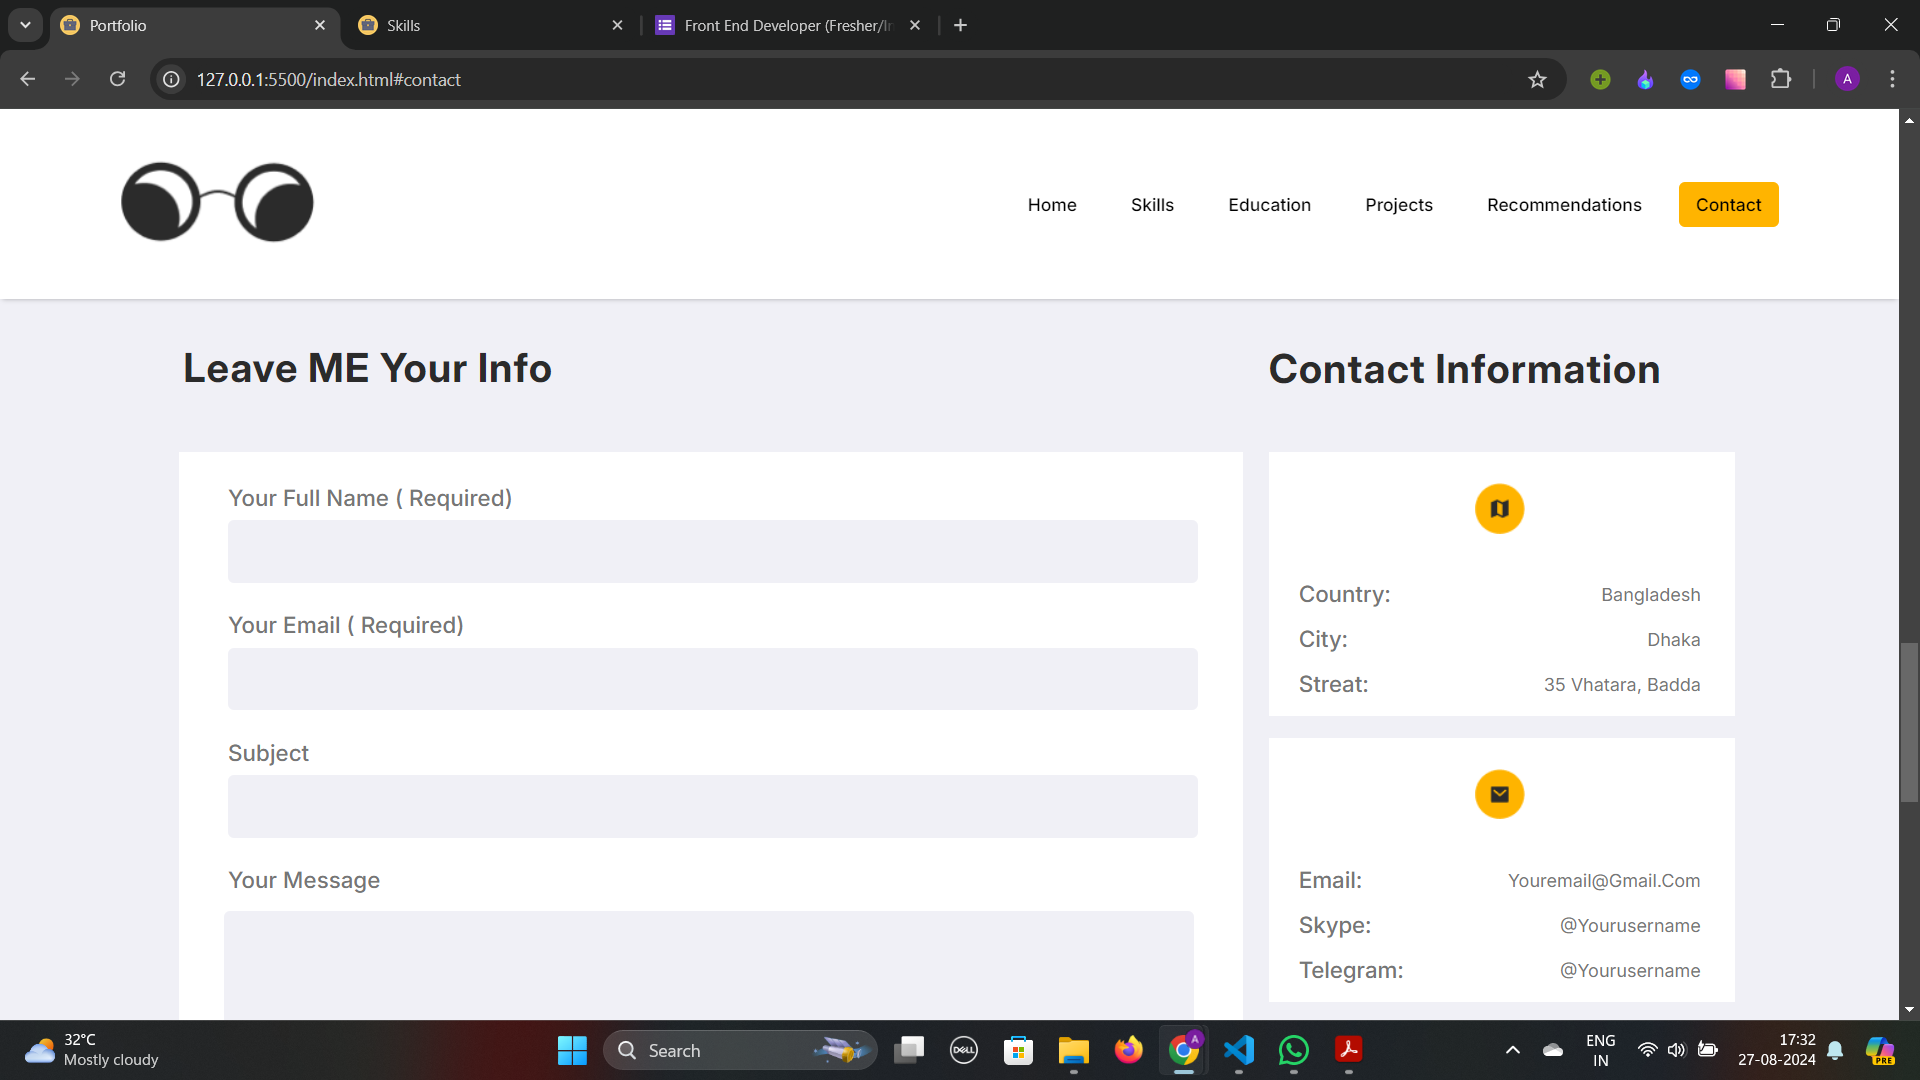 Portfolio
Skills
Front End Developer (Fresher/In
127.0.0.1:5500/index.html#contact
A
Home
Skills
Education
Projects
Recommendations
Contact
Leave ME Your Info
Contact Information
Your Full Name ( Required)
Your Email ( Required)
Subject
Your Message
Country:
Bangladesh
City:
Dhaka
Streat:
35 Vhatara, Badda
Email:
Youremail@Gmail.Com
Skype:
@Yourusername
Telegram:
@Yourusername
32°C
Mostly cloudy
Search
DELL
A
ENG
IN
17:32
27-08-2024
PRE